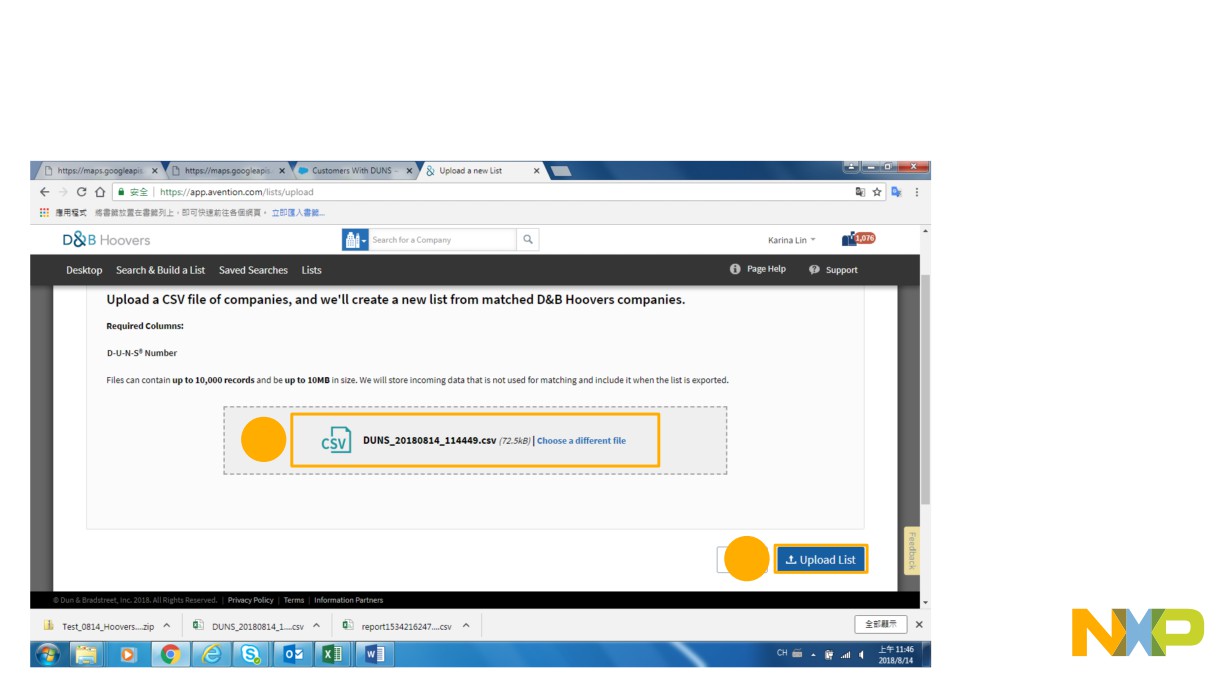 https://maps.googleapis × https://maps.googleapis × Customers With DUNS – × Upload a new List ×
安全 | https://app.avention.com/lists/upload
應用程式 將書籤放置在書籤列上,即可快速前往各個網頁。 立即匯入書籤...
D&B Hoovers Search for a Company Karina Lin 1,076
Desktop Search & Build a List Saved Searches Lists Page Help Support
Upload a CSV file of companies, and we'll create a new list from matched D&B Hoovers companies.
Required Columns:
D-U-N-S® Number
Files can contain up to 10,000 records and be up to 10MB in size. We will store incoming data that is not used for matching and include it when the list is exported.
CSV DUNS_20180814_114449.csv (72.5kB) | Choose a different file
Upload List
Feedback
© Dun & Bradstreet, Inc. 2018. All Rights Reserved. | Privacy Policy | Terms | Information Partners
Test_0814_Hoovers....zip DUNS_20180814_1....csv report1534216247....csv 全部顯示 ×
CH 上午 11:46
2018/8/14
NXP